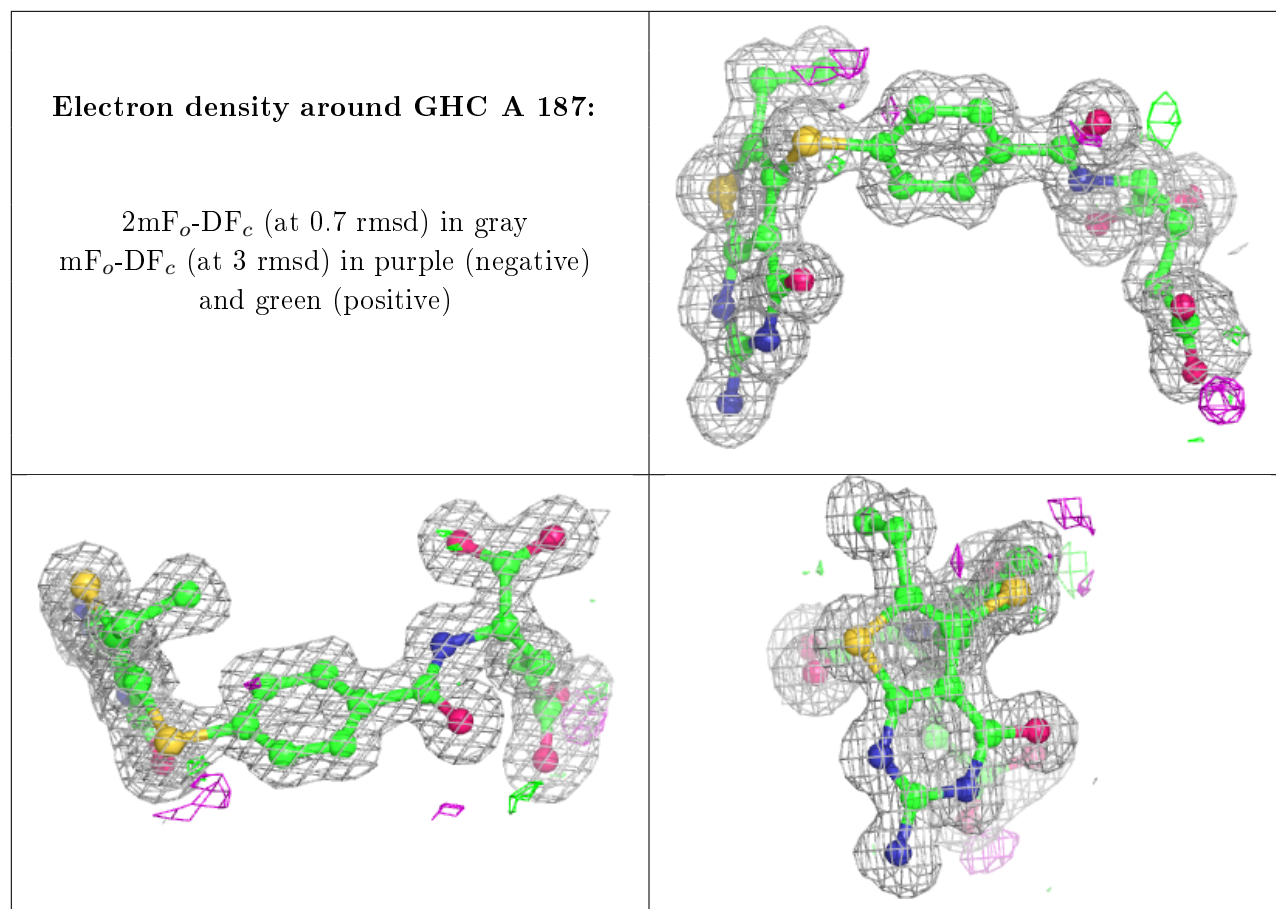 Electron density around GHC A 187:
2mFo-DFc (at 0.7 rmsd) in gray
mFo-DFc (at 3 rmsd) in purple (negative)
and green (positive)